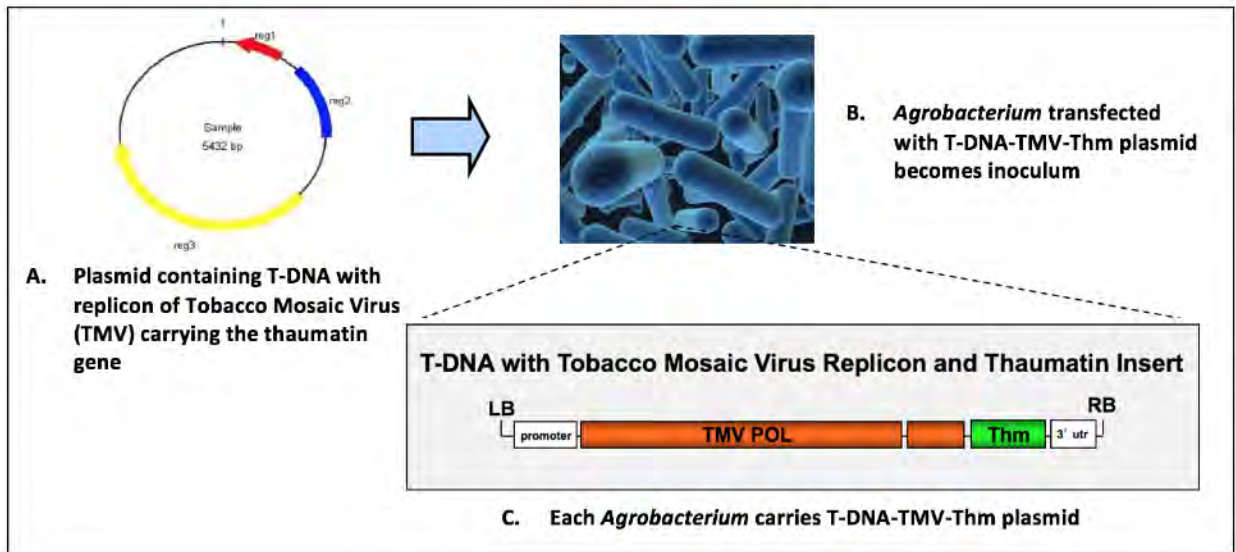 1
reg1
reg2
Sample
5432 bp
reg3
A. Plasmid containing T-DNA with
replicon of Tobacco Mosaic Virus
(TMV) carrying the thaumatin
gene
B. Agrobacterium transfected
with T-DNA-TMV-Thm plasmid
becomes inoculum
T-DNA with Tobacco Mosaic Virus Replicon and Thaumatin Insert
LB
RB
promoter
TMV POL
Thm
3' utr
C. Each Agrobacterium carries T-DNA-TMV-Thm plasmid